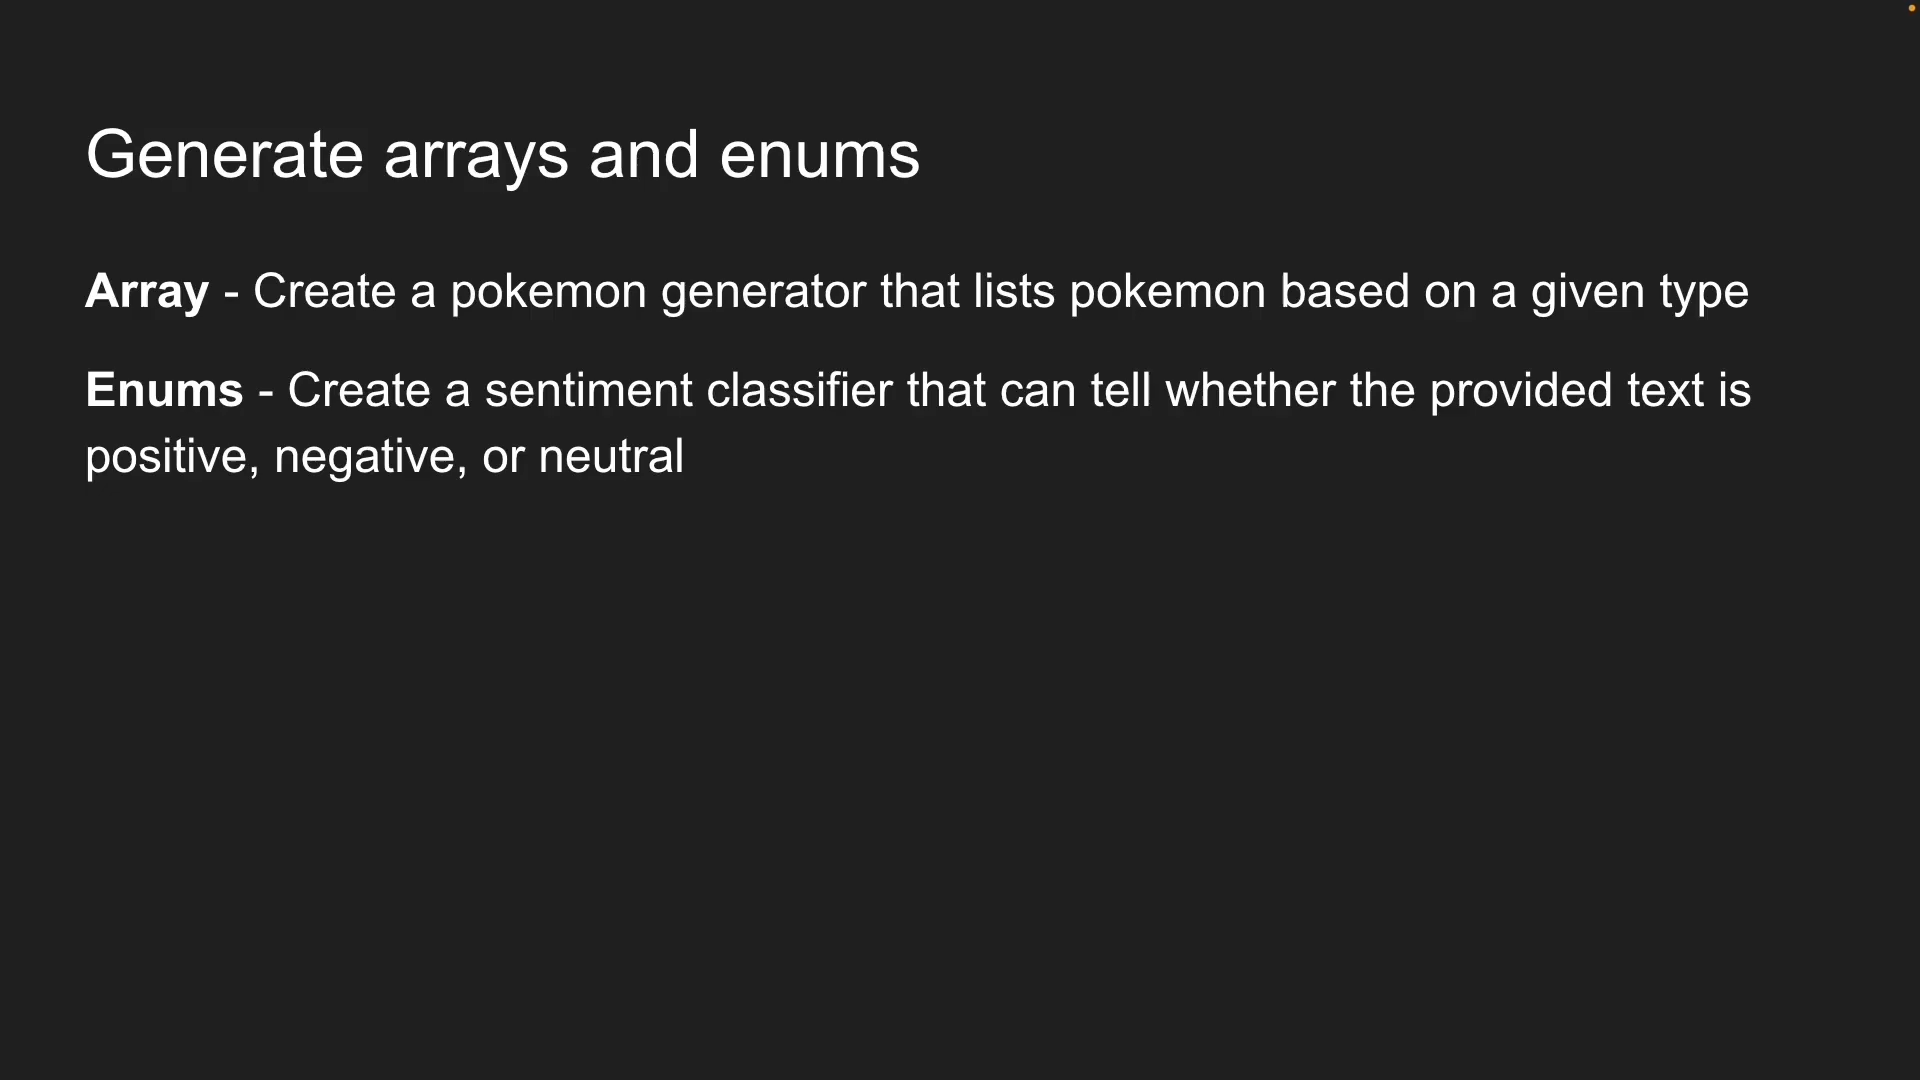 Generate arrays and enums
Array - Create a pokemon generator that lists pokemon based on a given type
Enums - Create a sentiment classifier that can tell whether the provided text is
positive, negative, or neutral